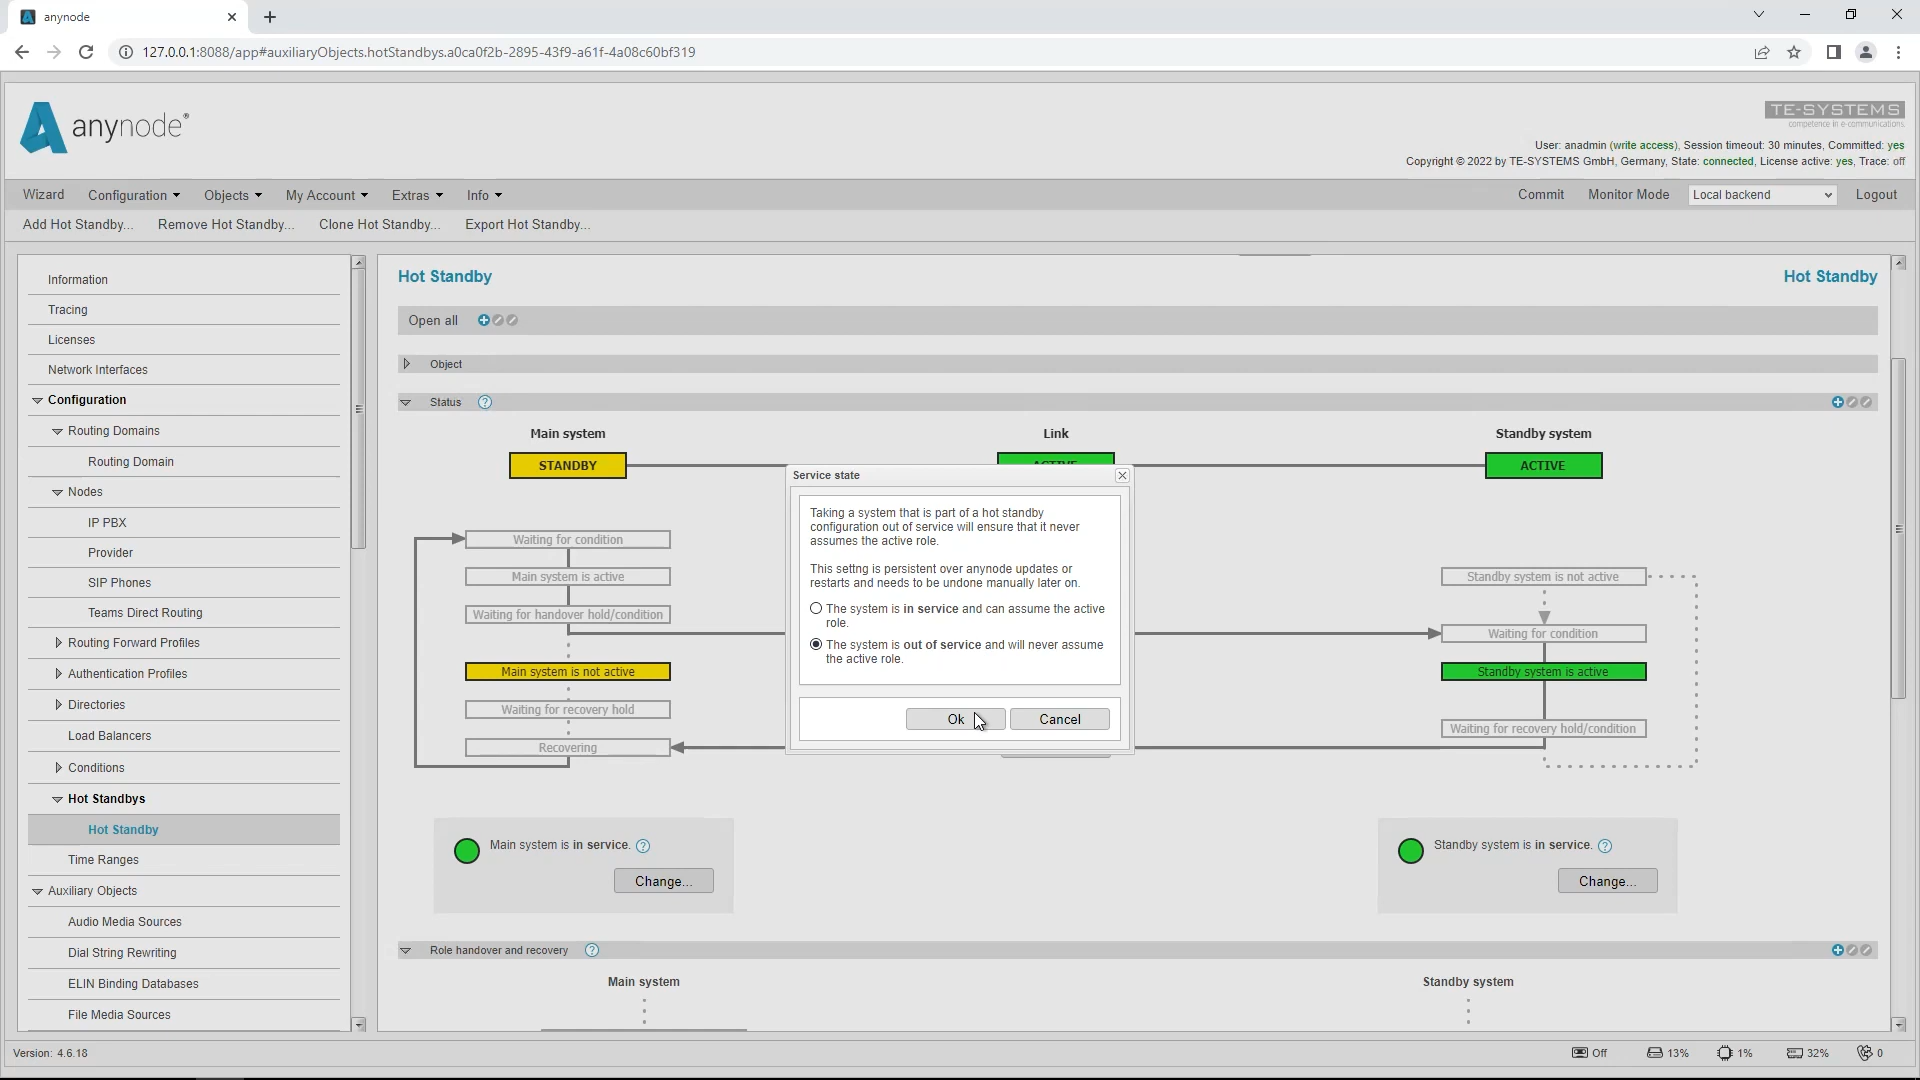 anynode
127.0.0.1:8088/app#auxiliaryObjects.hotStandbys.a0ca0f2b-2895-43f9-a61f-4a08c60bf319
anynode®
TE-SYSTEMS
competence in e-communications
User: anadmin (write access), Session timeout: 30 minutes, Committed: yes
Copyright © 2022 by TE-SYSTEMS GmbH, Germany, State: connected, License active: yes, Trace: off
Wizard Configuration Objects My Account Extras Info Commit Monitor Mode Local backend Logout
Add Hot Standby... Remove Hot Standby... Clone Hot Standby... Export Hot Standby...
Information
Tracing
Licenses
Network Interfaces
Configuration
Routing Domains
Routing Domain
Nodes
IP PBX
Provider
SIP Phones
Teams Direct Routing
Routing Forward Profiles
Authentication Profiles
Directories
Load Balancers
Conditions
Hot Standbys
Hot Standby
Time Ranges
Auxiliary Objects
Audio Media Sources
Dial String Rewriting
ELIN Binding Databases
File Media Sources
Hot Standby Hot Standby
Open all
Object
Status
Main system Link Standby system
STANDBY ACTIVE ACTIVE
Waiting for condition
Main system is active
Waiting for handover hold/condition
Main system is not active
Waiting for recovery hold
Recovering
Service state
Taking a system that is part of a hot standby
configuration out of service will ensure that it never
assumes the active role.
This settng is persistent over anynode updates or
restarts and needs to be undone manually later on.
The system is in service and can assume the active
role.
The system is out of service and will never assume
the active role.
Ok Cancel
Standby system is not active
Waiting for condition
Standby system is active
Waiting for recovery hold/condition
Main system is in service.
Change...
Standby system is in service.
Change...
Role handover and recovery
Main system Standby system
Version: 4.6.18 Off 13% 1% 32% 0